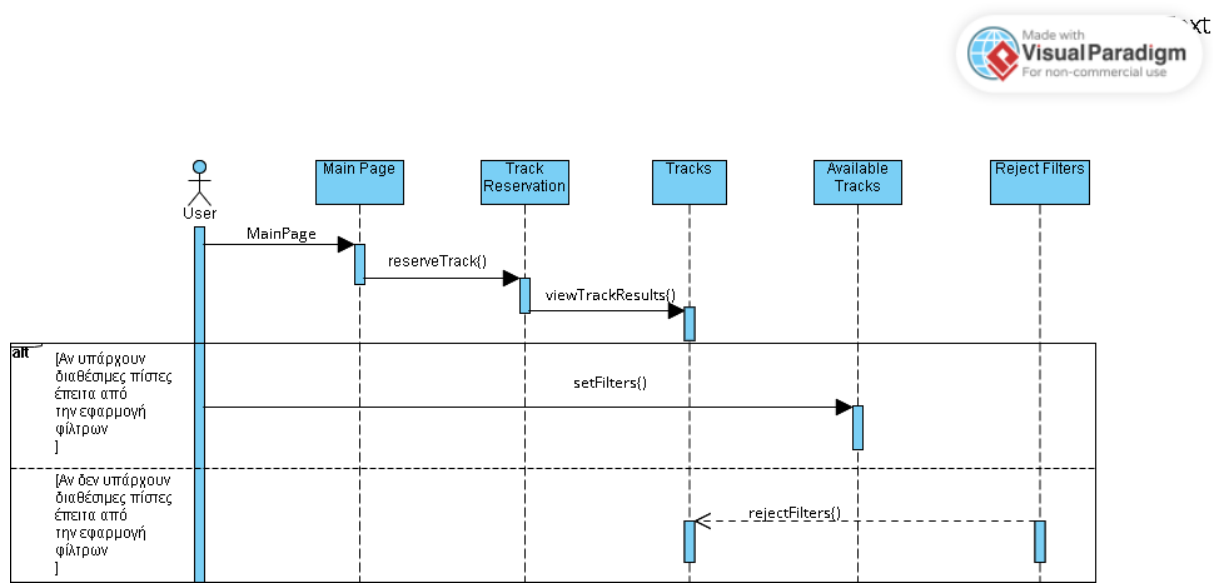 Made with
Visual Paradigm
For non-commercial use
User
Main Page
Track
Reservation
Tracks
Available
Tracks
Reject Filters
MainPage
reserveTrack()
viewTrackResults()
alt
[Αν υπάρχουν
διαθέσιμες πίστες
έπειτα από
την εφαρμογή
φίλτρων
]
setFilters()
[Αν δεν υπάρχουν
διαθέσιμες πίστες
έπειτα από
την εφαρμογή
φίλτρων
]
rejectFilters()